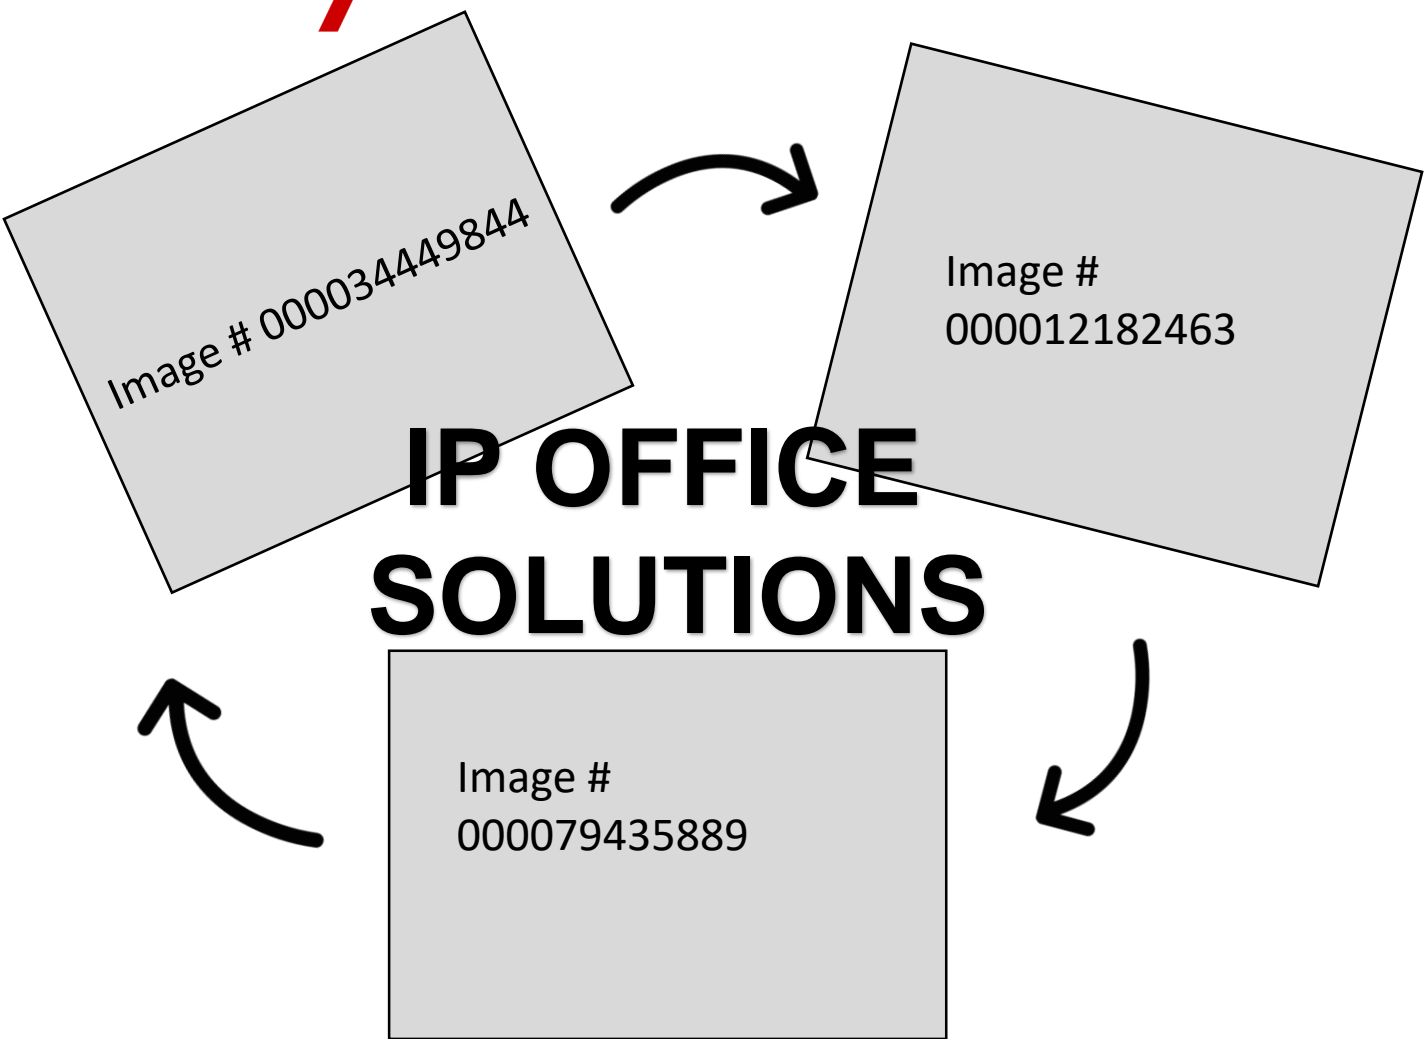 Image # 000034449844
Image #
000012182463
IP OFFICE
SOLUTIONS
Image #
000079435889